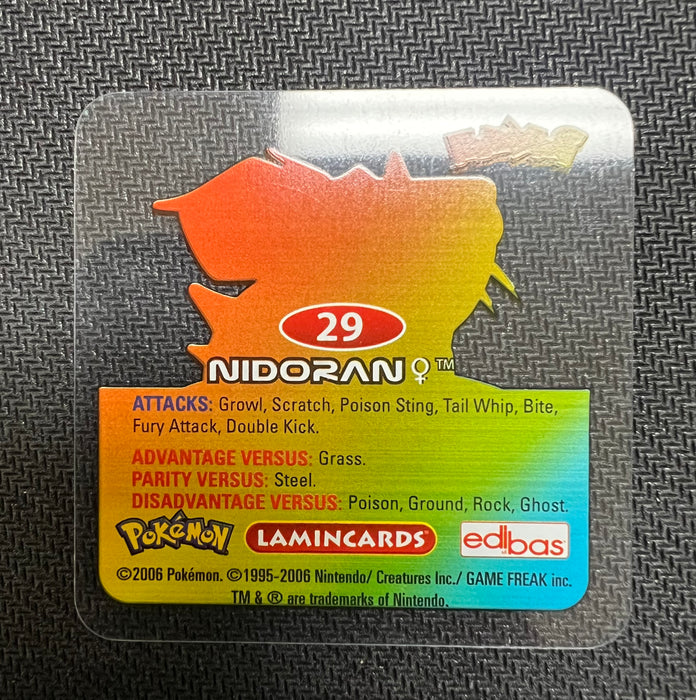 29
NIDORAN♀™
ATTACKS: Growl, Scratch, Poison Sting, Tail Whip, Bite,
Fury Attack, Double Kick.
ADVANTAGE VERSUS: Grass.
PARITY VERSUS: Steel.
DISADVANTAGE VERSUS: Poison, Ground, Rock, Ghost.
POKéMON LAMINCARDS® edibas®
©2006 Pokémon. ©1995-2006 Nintendo/ Creatures Inc./ GAME FREAK inc.
TM & ® are trademarks of Nintendo.